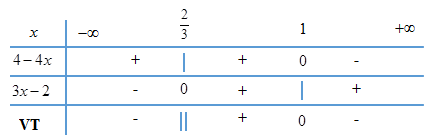 x −∞ 2/3 1 +∞
4−4x + | + 0 -
3x−2 - 0 + | +
VT - || + 0 -